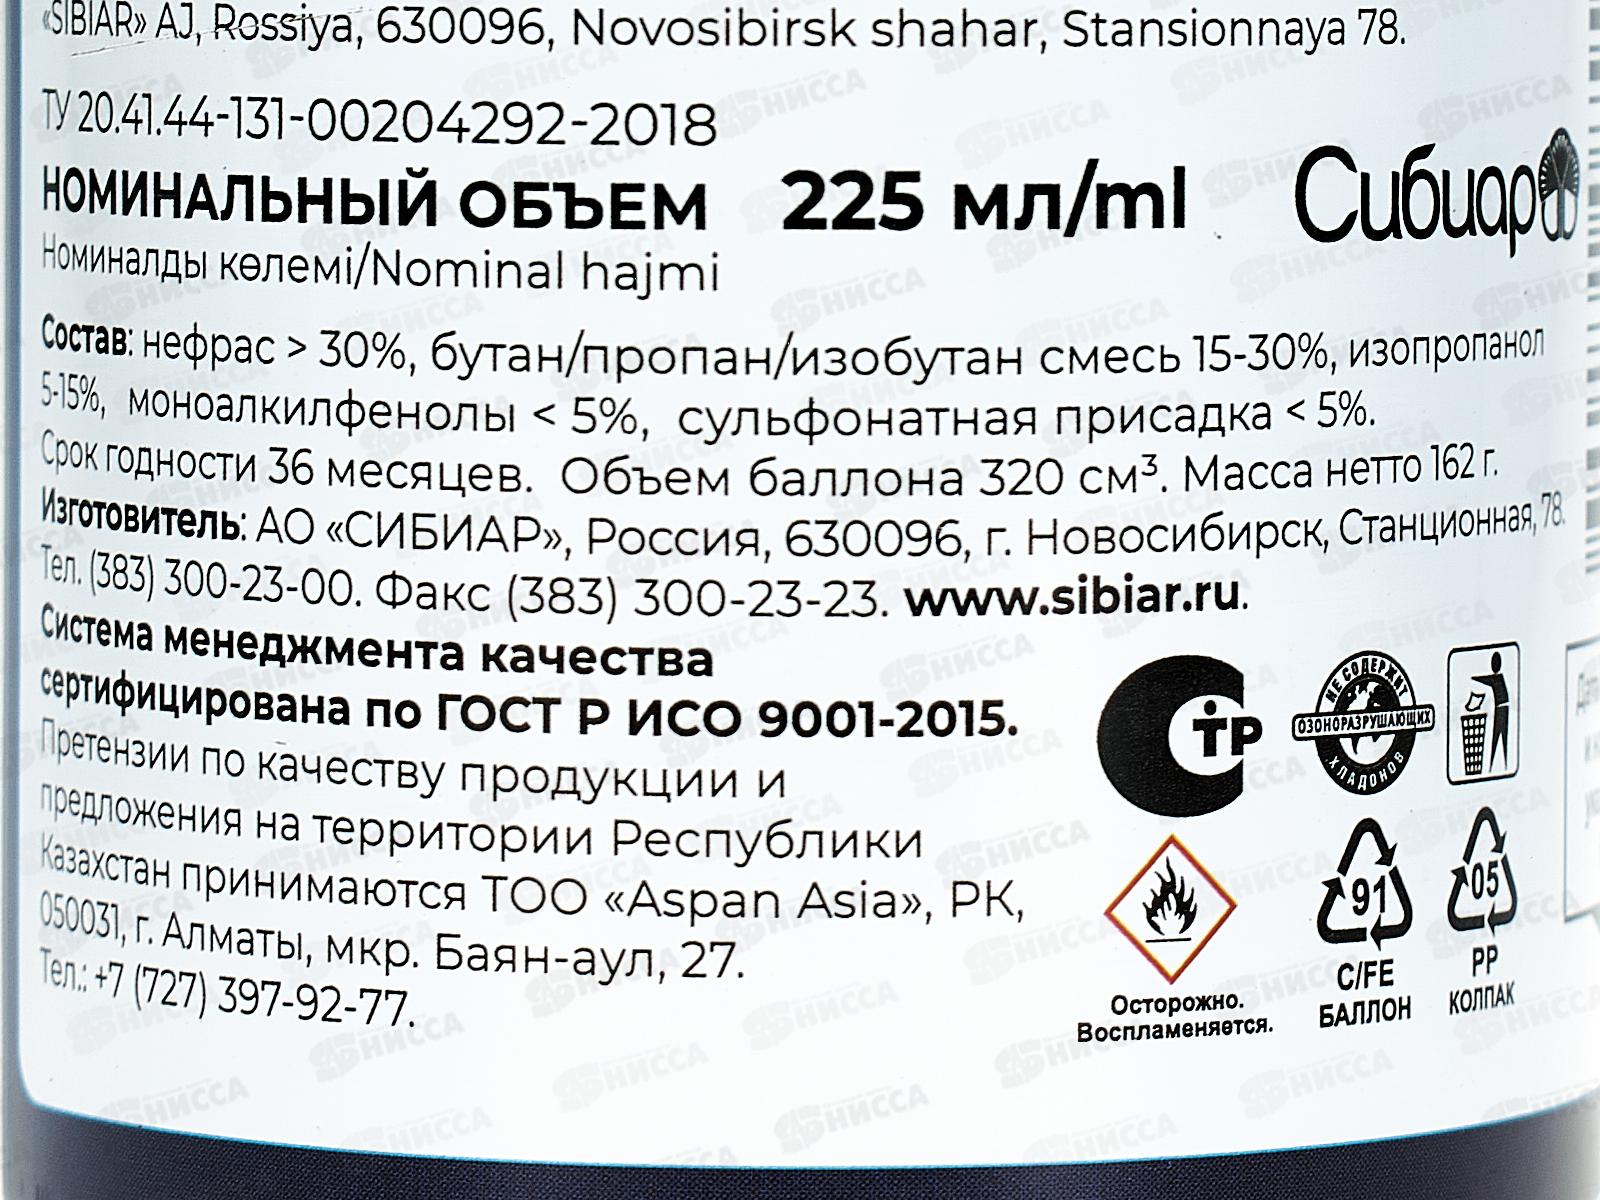 «SIBIAR» AJ, Rossiya, 630096, Novosibirsk shahar, Stansionnaya 78.
ТУ 20.41.44-131-00204292-2018
НОМИНАЛЬНЫЙ ОБЪЕМ 225 мл/ml
Сибиар
Номиналды көлемі/Nominal hajmi
Состав: нефрас > 30%, бутан/пропан/изобутан смесь 15-30%, изопропанол
5-15%, моноалкилфенолы < 5%, сульфонатная присадка < 5%.
Срок годности 36 месяцев. Объем баллона 320 см³. Масса нетто 162 г.
Изготовитель: АО «СИБИАР», Россия, 630096, г. Новосибирск, Станционная, 78.
Тел. (383) 300-23-00. Факс (383) 300-23-23. www.sibiar.ru.
Система менеджмента качества
сертифицирована по ГОСТ Р ИСО 9001-2015.
Претензии по качеству продукции и
предложения на территории Республики
Казахстан принимаются ТОО «Aspan Asia», РК,
050031, г. Алматы, мкр. Баян-аул, 27.
Тел.: +7 (727) 397-92-77.
СТР
НЕ СОДЕРЖИТ
ОЗОНОРАЗРУШАЮЩИХ
ХЛАДОНОВ
Осторожно.
Воспламеняется.
91
C/FE
БАЛЛОН
05
PP
КОЛПАК
НИССА